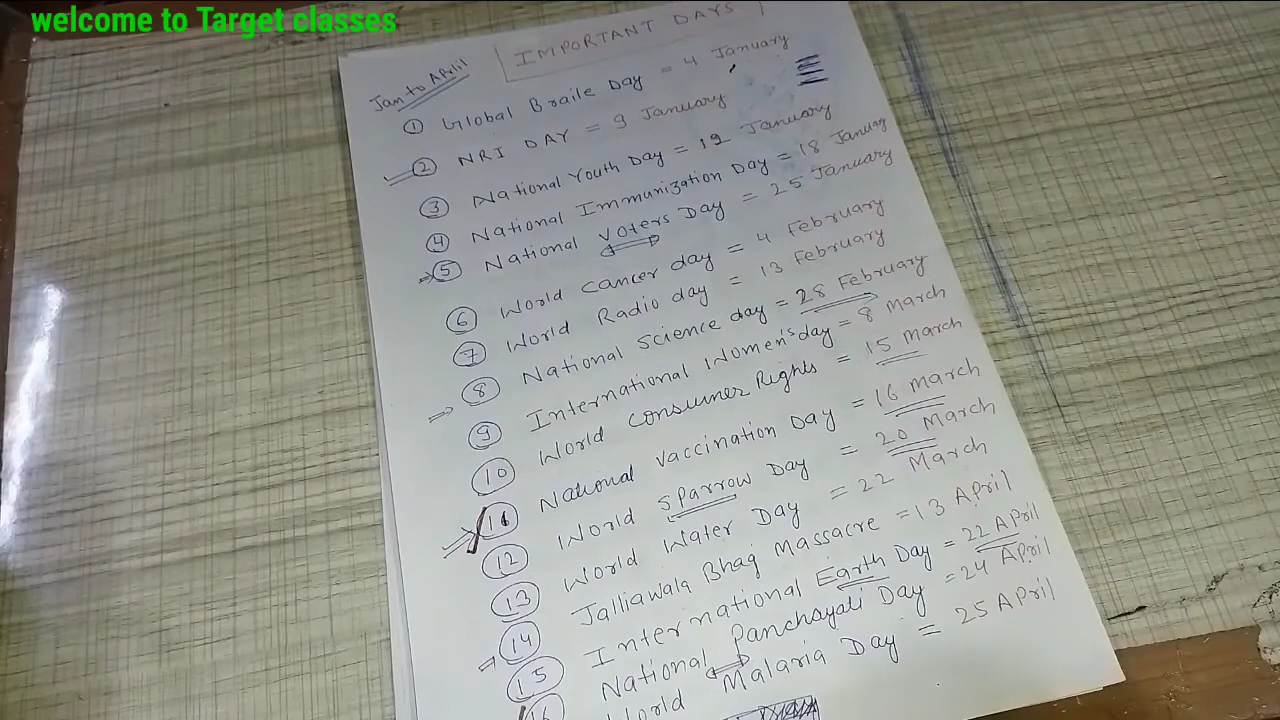 welcome to Target classes
IMPORTANT DAYS
Jan to APril
① Global Braile Day = 4 January
② NRI DAY = 9 January
③ National Youth Day = 12 January
④ National Immunization Day = 18 January
⑤ National Voters Day = 25 January
⑥ World Cancer day = 4 February
⑦ World Radio day = 13 February
⑧ National Science day = 28 February
⑨ International Women's day = 8 March
⑩ World Consumer Rights = 15 March
⑪ National Vaccination Day = 16 March
⑫ World Sparrow Day = 20 March
⑬ World Water Day = 22 March
⑭ Jalliawala Bhag Massacre = 13 April
⑮ International Earth Day = 22 April
⑯ National Panchayati Day = 24 April
World Malaria Day = 25 April